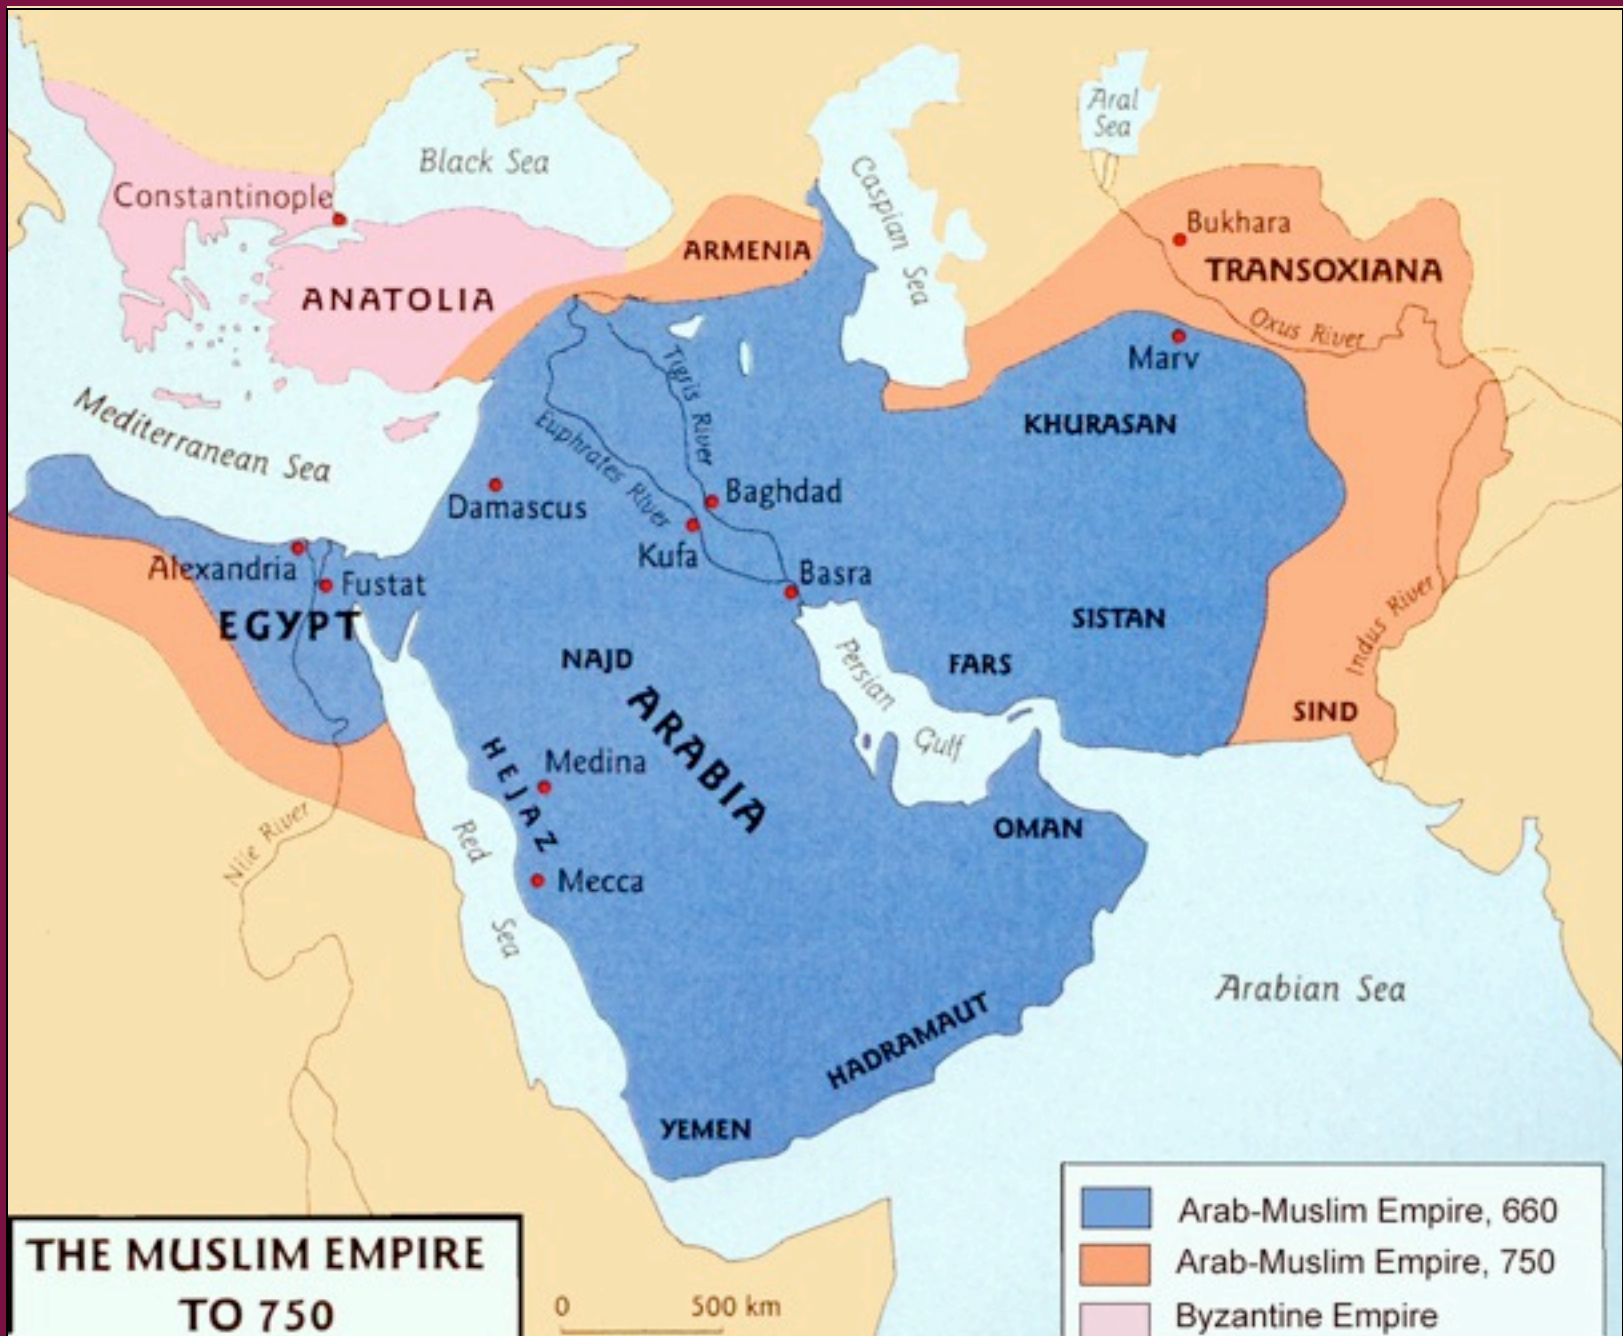 Aral
Sea
Black Sea
Caspian Sea
Constantinople
Bukhara
ARMENIA
TRANSOXIANA
ANATOLIA
Oxus River
Marv
Tigris River
Mediterranean Sea
KHURASAN
Euphrates River
Damascus
Baghdad
Kufa
Alexandria
Fustat
Basra
EGYPT
SISTAN
Indus River
NAJD
FARS
Persian
Gulf
ARABIA
SIND
HEJAZ
Medina
OMAN
Nile River
Red
Sea
Mecca
Arabian Sea
HADRAMAUT
YEMEN
THE MUSLIM EMPIRE
TO 750
0 500 km
Arab-Muslim Empire, 660
Arab-Muslim Empire, 750
Byzantine Empire